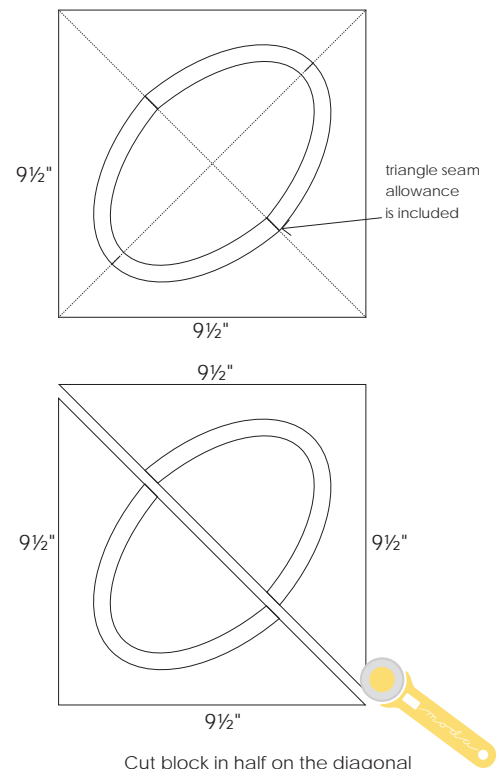 9½"
triangle seam
allowance
is included
9½"
9½"
9½"
9½"
moda
9½"
Cut block in half on the diagonal